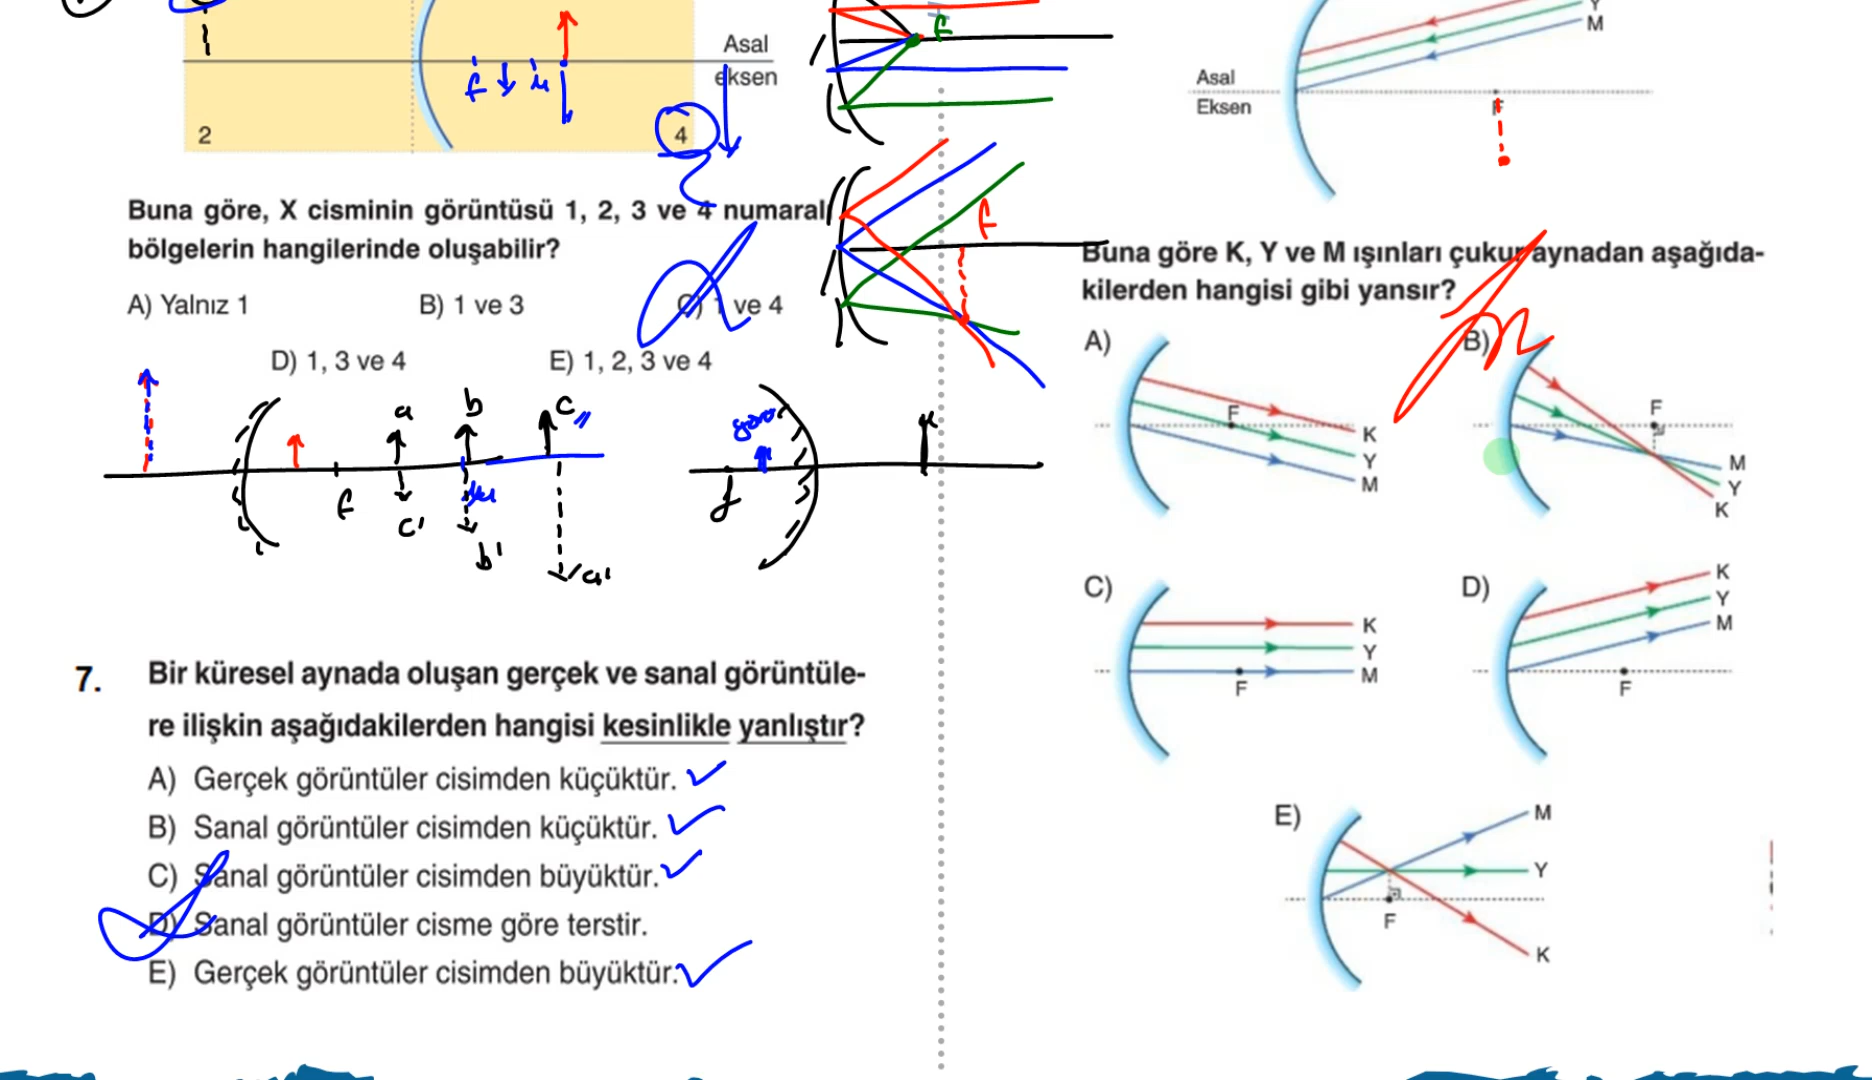 Asal
eksen
f
2
4
Buna göre, X cisminin görüntüsü 1, 2, 3 ve 4 numaralı
bölgelerin hangilerinde oluşabilir?
A) Yalnız 1
B) 1 ve 3
C) 1 ve 4
D) 1, 3 ve 4
E) 1, 2, 3 ve 4
a
b
c
f
c'
b'
a'
f
7. Bir küresel aynada oluşan gerçek ve sanal görüntüle-
re ilişkin aşağıdakilerden hangisi kesinlikle yanlıştır?
A) Gerçek görüntüler cisimden küçüktür.
B) Sanal görüntüler cisimden küçüktür.
C) Sanal görüntüler cisimden büyüktür.
D) Sanal görüntüler cisme göre terstir.
E) Gerçek görüntüler cisimden büyüktür.
f
f
Y
M
Asal
Eksen
F
Buna göre K, Y ve M ışınları çukur aynadan aşağıda-
kilerden hangisi gibi yansır?
A)
F
K
Y
M
B)
F
M
Y
K
C)
K
Y
M
F
D)
K
Y
M
F
E)
M
Y
F
K